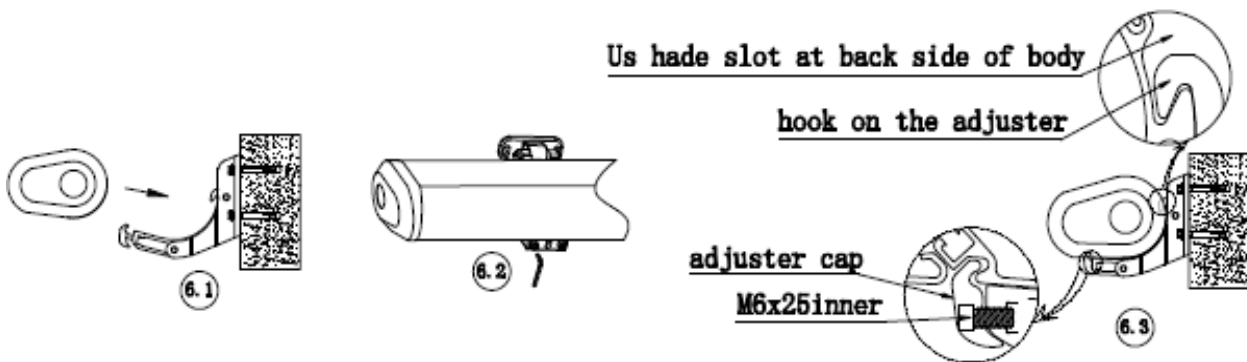 Us hade slot at back side of body
hook on the adjuster
adjuster cap
M6x25inner
6.1
6.2
6.3